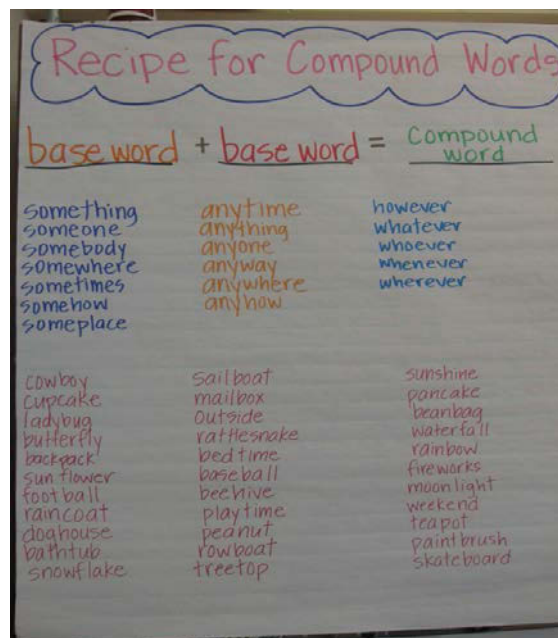 Recipe for Compound Words
base word + base word = compound word
something
someone
somebody
somewhere
sometimes
somehow
someplace
anytime
anything
anyone
anyway
anywhere
anyhow
however
whatever
whoever
whenever
wherever
cowboy
cupcake
ladybug
butterfly
backpack
sunflower
football
raincoat
doghouse
bathtub
snowflake
sailboat
mailbox
outside
rattlesnake
bedtime
baseball
beehive
playtime
peanut
rowboat
treetop
sunshine
pancake
beanbag
waterfall
rainbow
fireworks
moonlight
weekend
teapot
paintbrush
skateboard